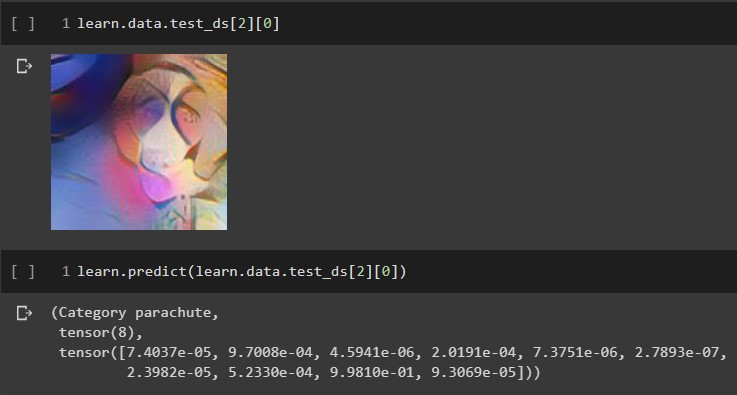 [ ] 1 learn.data.test_ds[2][0]
[ ] 1 learn.predict(learn.data.test_ds[2][0])
(Category parachute,
tensor(8),
tensor([7.4037e-05, 9.7008e-04, 4.5941e-06, 2.0191e-04, 7.3751e-06, 2.7893e-07,
2.3982e-05, 5.2330e-04, 9.9810e-01, 9.3069e-05]))